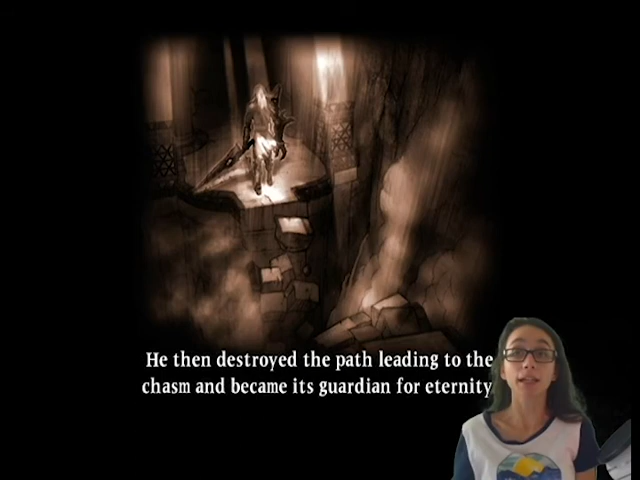 He then destroyed the path leading to the
chasm and became its guardian for eternity